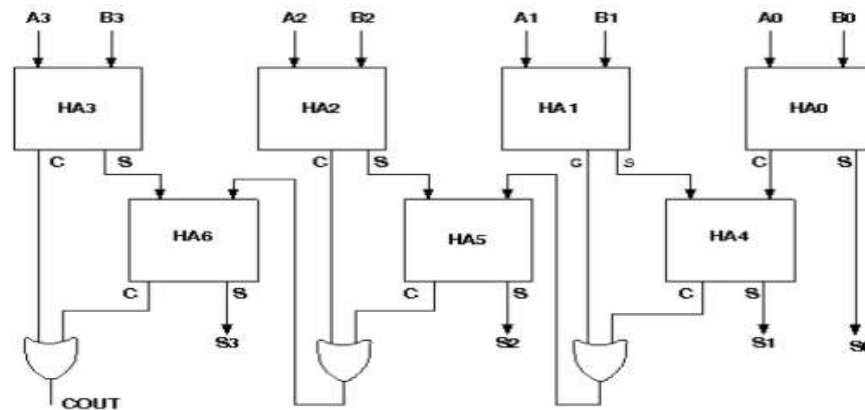 A3 B3 A2 B2 A1 B1 A0 B0
HA3 HA2 HA1 HA0
C S C S C S C S
HA6 HA5 HA4
C S C S C S
S3 S2 S1
COUT